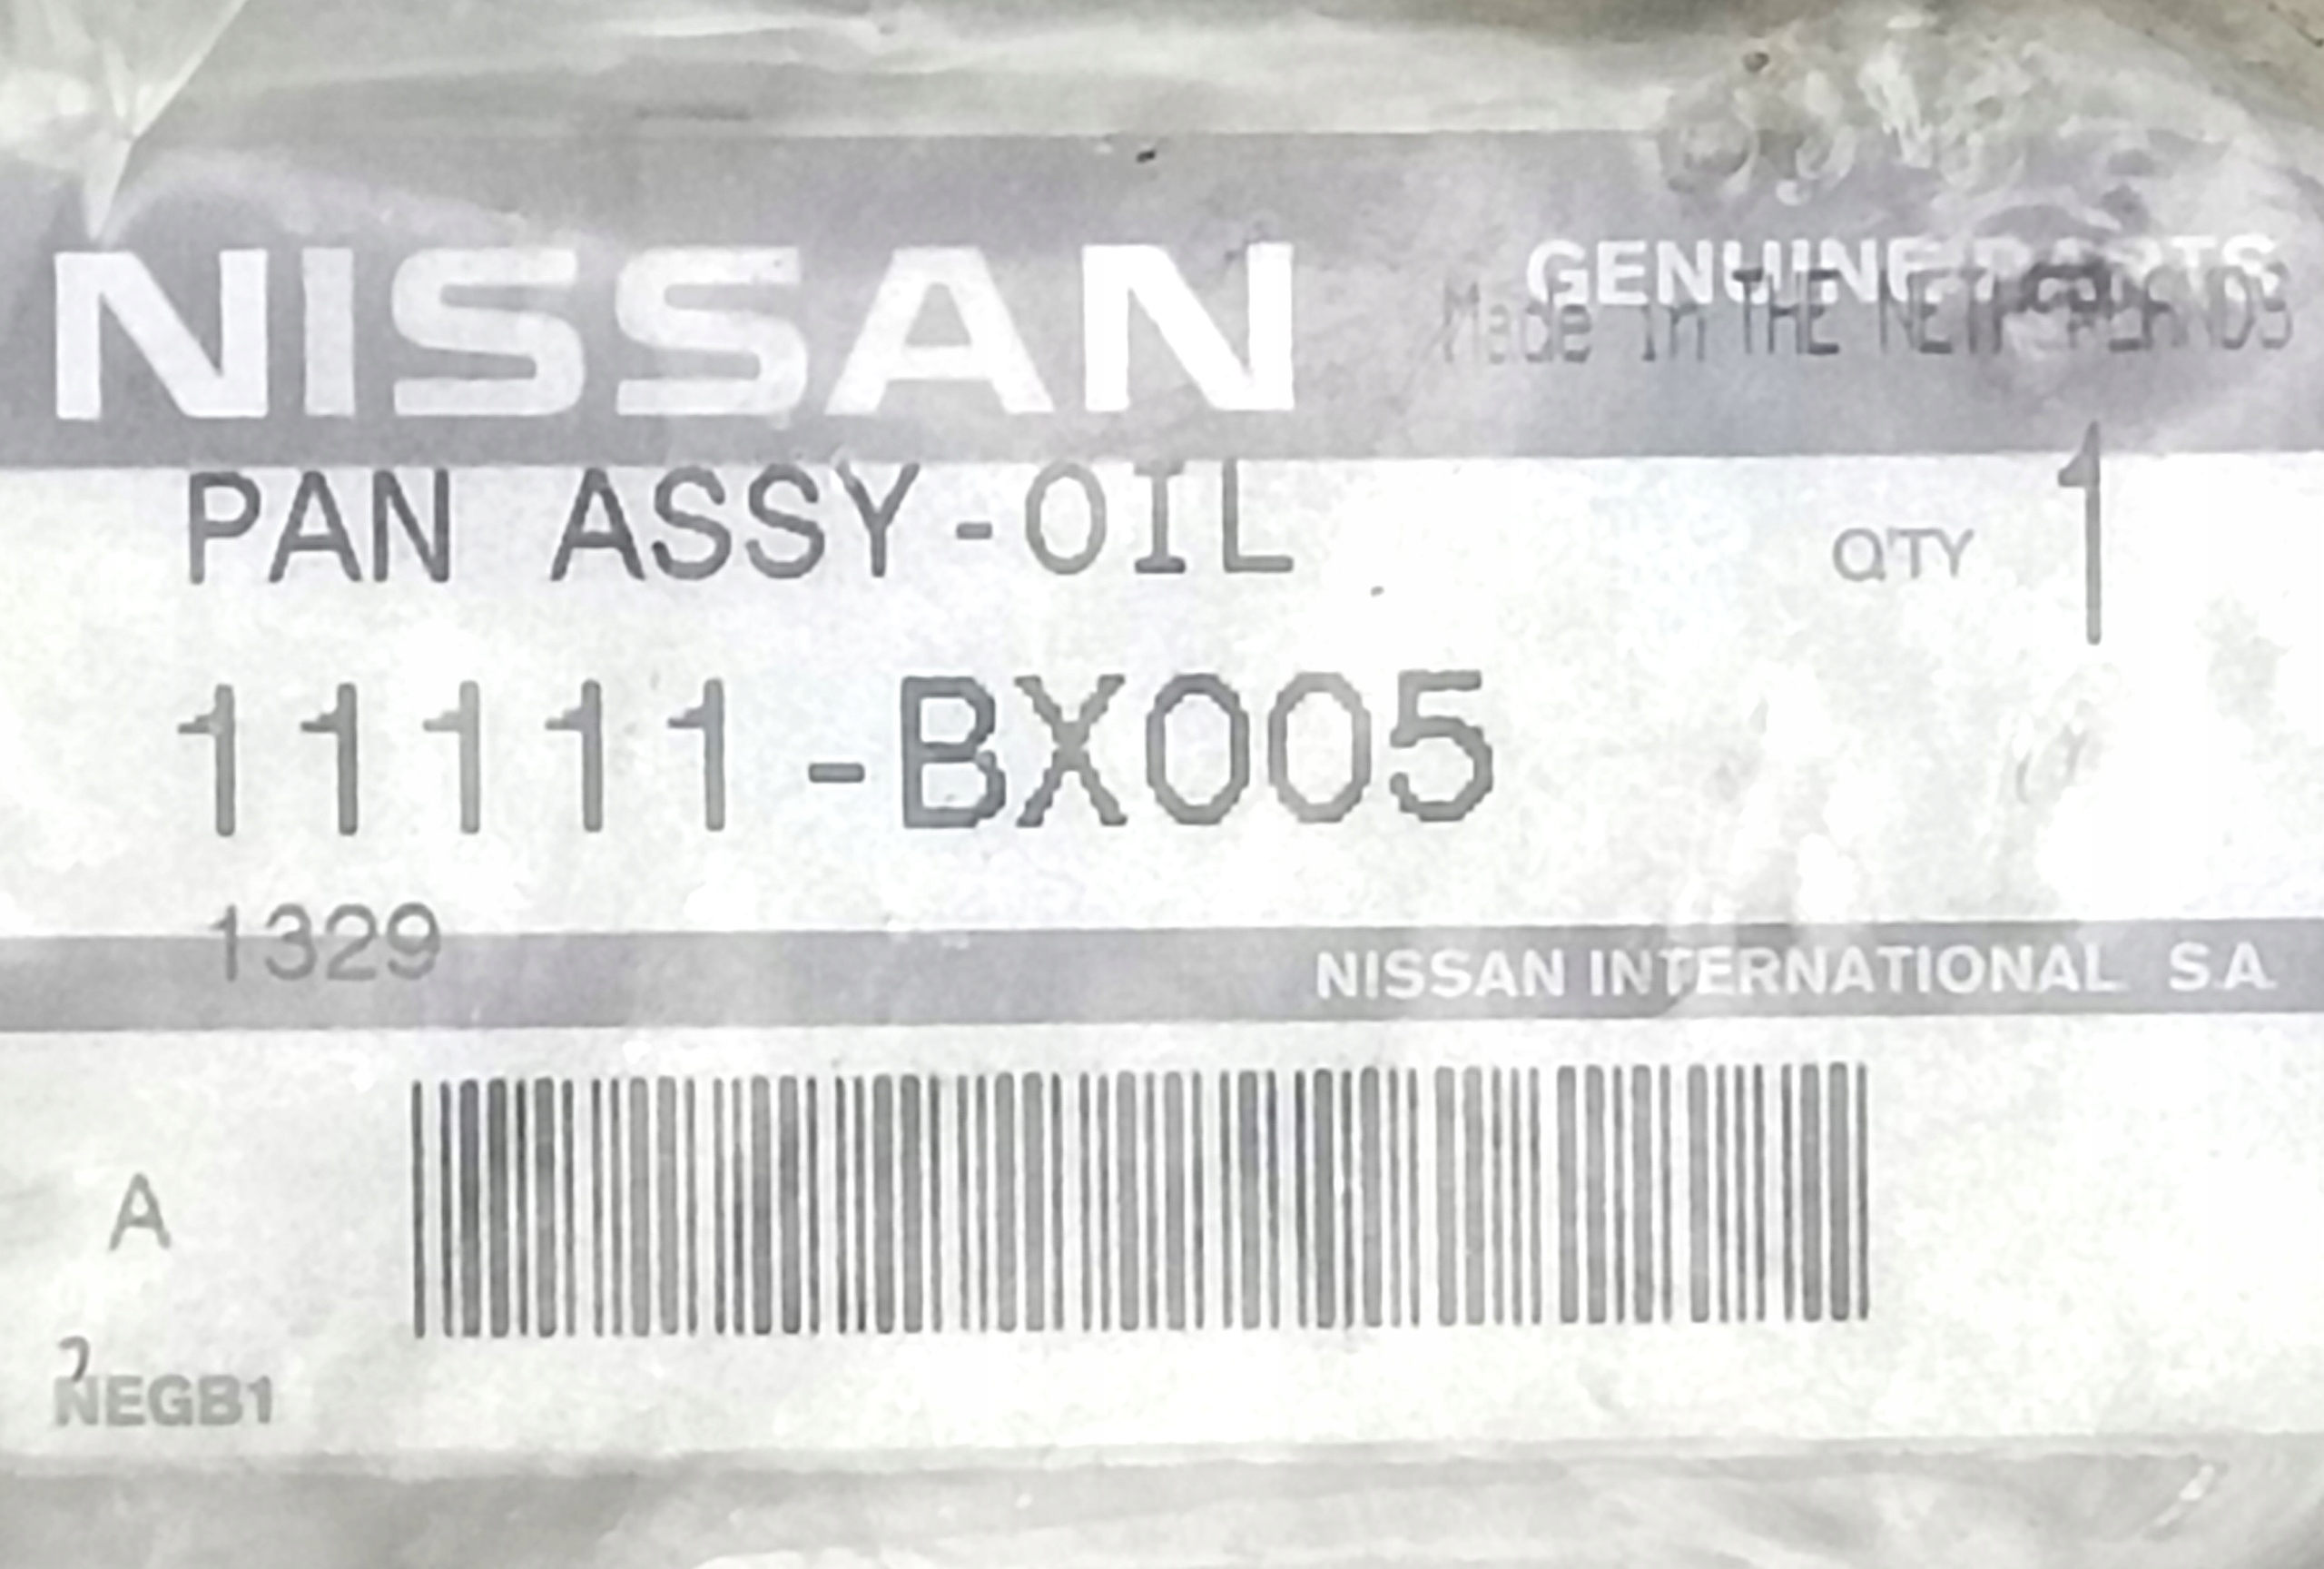 NISSAN
GENUINE PARTS
Made in THE NETHERLANDS
PAN ASSY-OIL
QTY 1
11111-BX005
1329
NISSAN INTERNATIONAL S.A.
A
NEGB1